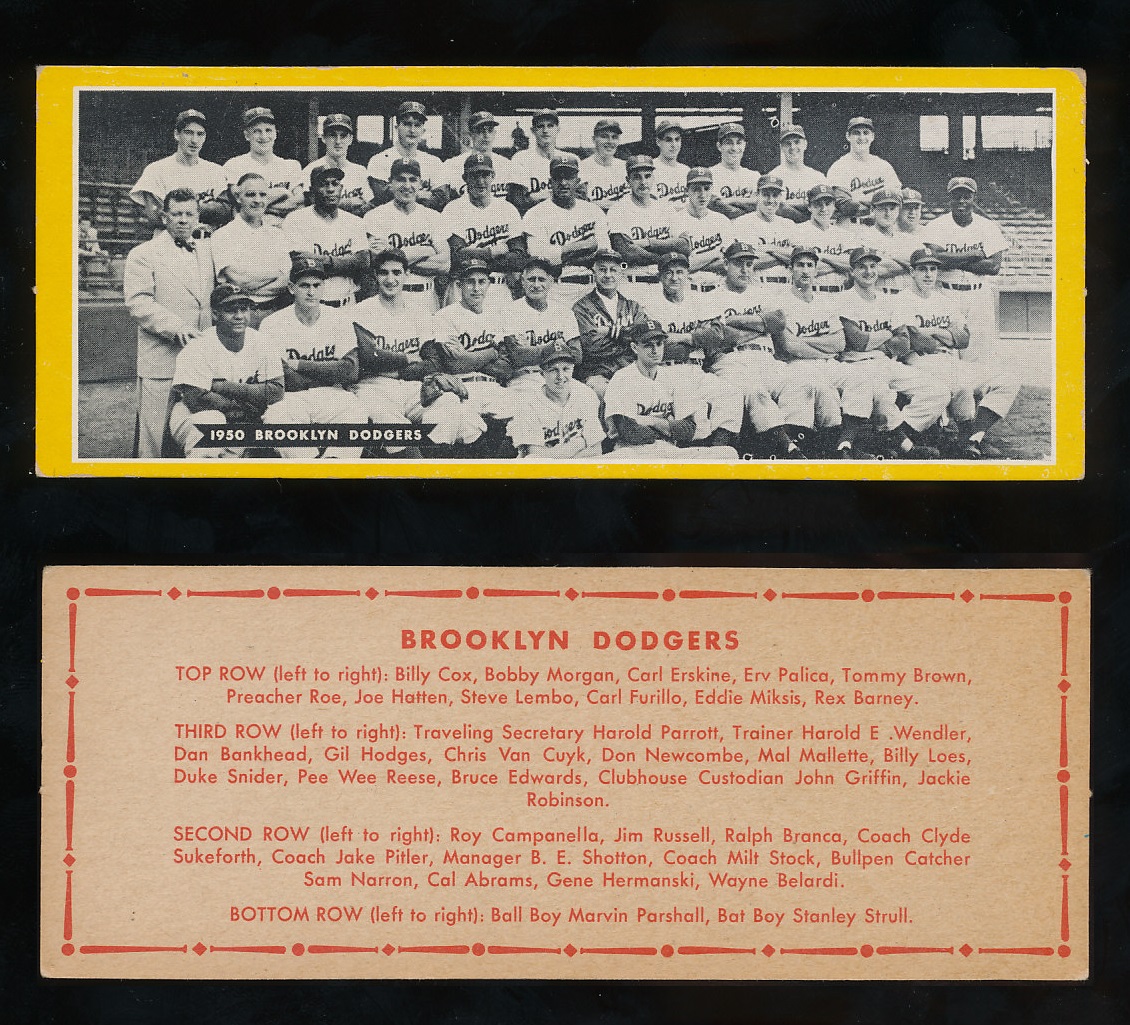 1950 BROOKLYN DODGERS
BROOKLYN DODGERS
TOP ROW (left to right): Billy Cox, Bobby Morgan, Carl Erskine, Erv Palica, Tommy Brown,
Preacher Roe, Joe Hatten, Steve Lembo, Carl Furillo, Eddie Miksis, Rex Barney.
THIRD ROW (left to right): Traveling Secretary Harold Parrott, Trainer Harold E .Wendler,
Dan Bankhead, Gil Hodges, Chris Van Cuyk, Don Newcombe, Mal Mallette, Billy Loes,
Duke Snider, Pee Wee Reese, Bruce Edwards, Clubhouse Custodian John Griffin, Jackie
Robinson.
SECOND ROW (left to right): Roy Campanella, Jim Russell, Ralph Branca, Coach Clyde
Sukeforth, Coach Jake Pitler, Manager B. E. Shotton, Coach Milt Stock, Bullpen Catcher
Sam Narron, Cal Abrams, Gene Hermanski, Wayne Belardi.
BOTTOM ROW (left to right): Ball Boy Marvin Parshall, Bat Boy Stanley Strull.